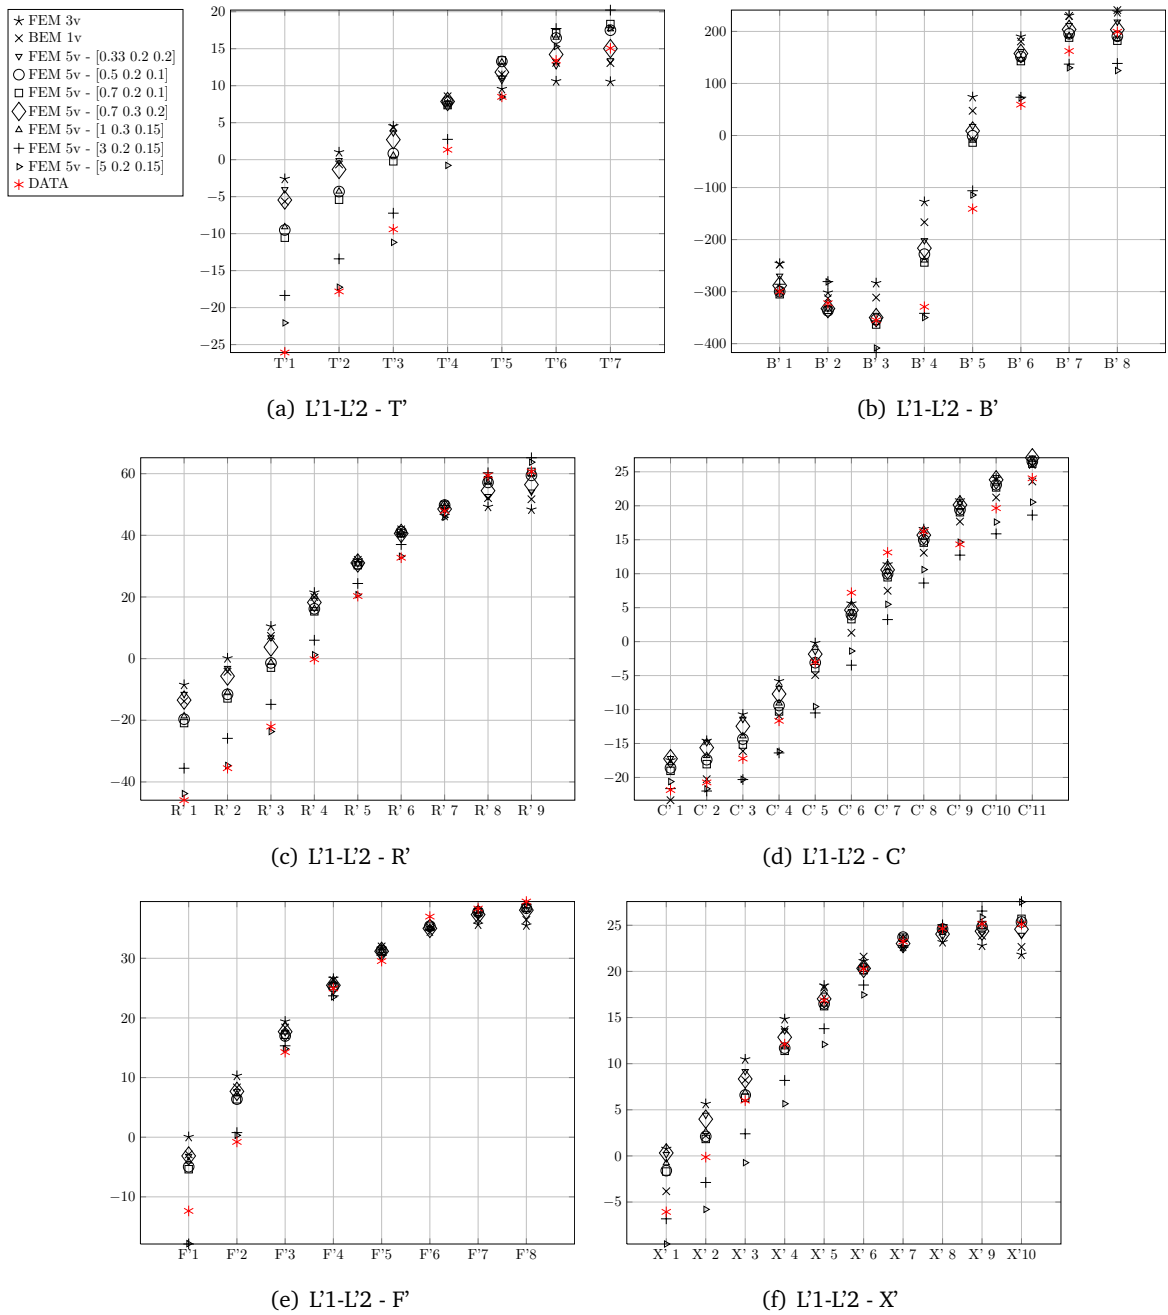 FEM 3v
BEM 1v
FEM 5v - [0.33 0.2 0.2]
FEM 5v - [0.5 0.2 0.1]
FEM 5v - [0.7 0.2 0.1]
FEM 5v - [0.7 0.3 0.2]
FEM 5v - [1 0.3 0.15]
FEM 5v - [3 0.2 0.15]
FEM 5v - [5 0.2 0.15]
DATA
20
15
10
5
0
−5
−10
−15
−20
−25
T'1 T'2 T'3 T'4 T'5 T'6 T'7
(a) L'1-L'2 - T'
200
100
0
−100
−200
−300
−400
B' 1 B' 2 B' 3 B' 4 B' 5 B' 6 B' 7 B' 8
(b) L'1-L'2 - B'
60
40
20
0
−20
−40
R' 1 R' 2 R' 3 R' 4 R' 5 R' 6 R' 7 R' 8 R' 9
(c) L'1-L'2 - R'
25
20
15
10
5
0
−5
−10
−15
−20
C' 1 C' 2 C' 3 C' 4 C' 5 C' 6 C' 7 C' 8 C' 9 C'10 C'11
(d) L'1-L'2 - C'
30
20
10
0
−10
F'1 F'2 F'3 F'4 F'5 F'6 F'7 F'8
(e) L'1-L'2 - F'
25
20
15
10
5
0
−5
X' 1 X' 2 X' 3 X' 4 X' 5 X' 6 X' 7 X' 8 X' 9 X'10
(f) L'1-L'2 - X'